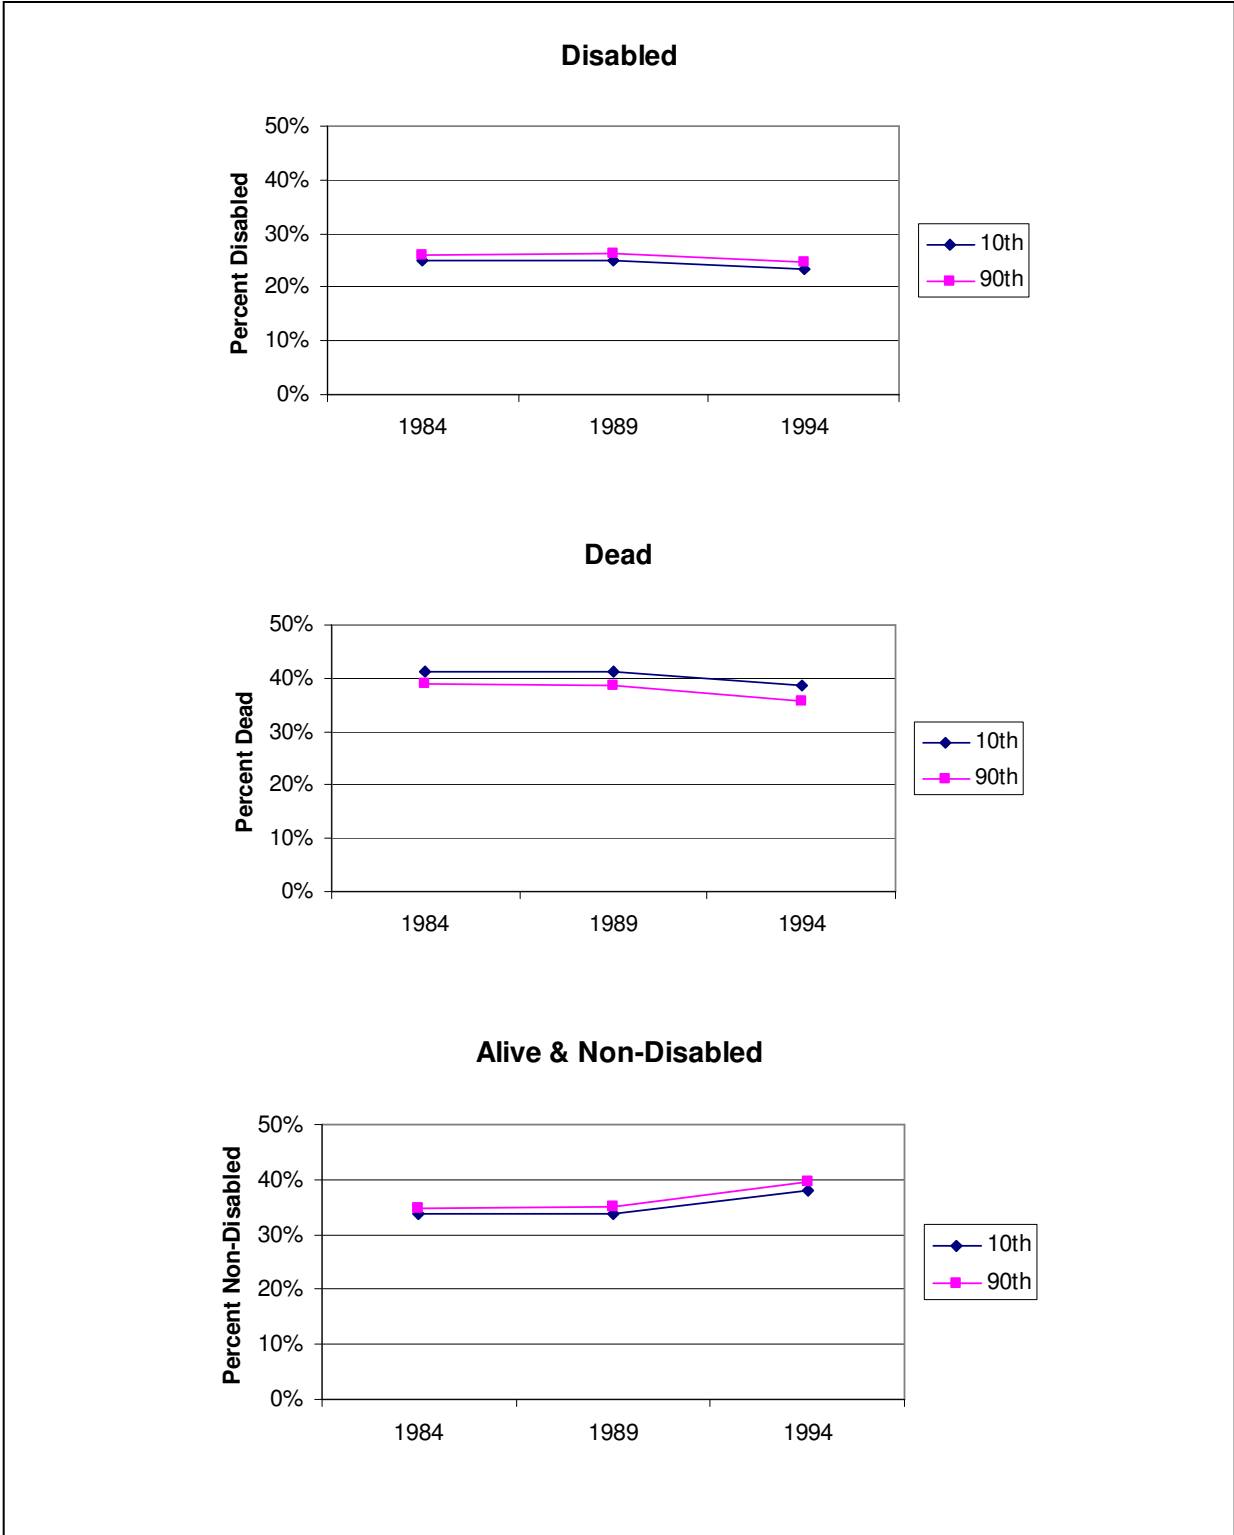 Disabled
50%
40%
30%
20%
10%
0%
Percent Disabled
1984 1989 1994
10th
90th
Dead
50%
40%
30%
20%
10%
0%
Percent Dead
1984 1989 1994
10th
90th
Alive & Non-Disabled
50%
40%
30%
20%
10%
0%
Percent Non-Disabled
1984 1989 1994
10th
90th